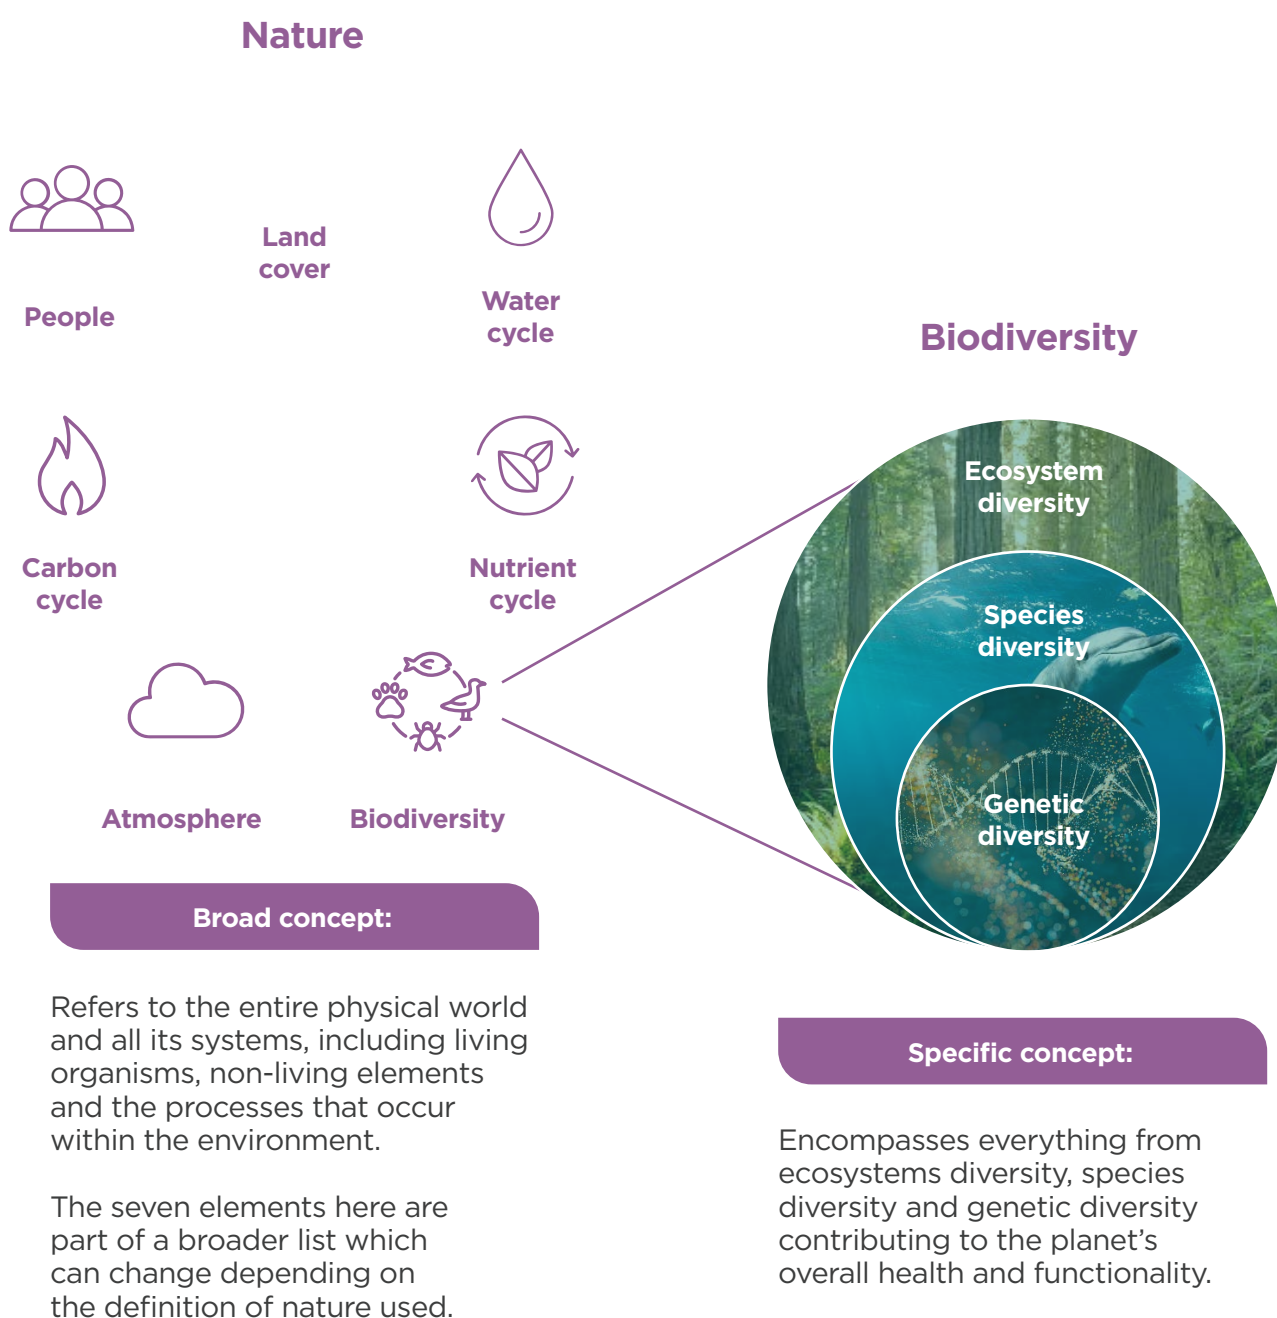 Nature
Land
cover
People
Water
cycle
Carbon
cycle
Nutrient
cycle
Atmosphere
Biodiversity
Broad concept:
Refers to the entire physical world
and all its systems, including living
organisms, non-living elements
and the processes that occur
within the environment.
The seven elements here are
part of a broader list which
can change depending on
the definition of nature used.
Biodiversity
Ecosystem
diversity
Species
diversity
Genetic
diversity
Specific concept:
Encompasses everything from
ecosystems diversity, species
diversity and genetic diversity
contributing to the planet’s
overall health and functionality.